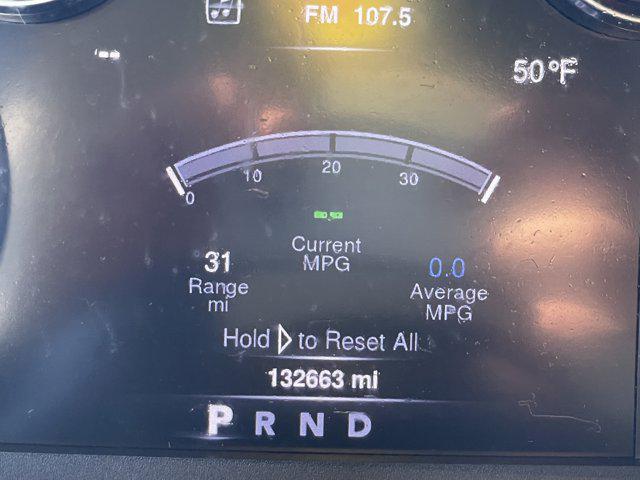 FM 107.5
50°F
0 10 20 30
Current
MPG
31
Range
mi
0.0
Average
MPG
Hold ▷ to Reset All
132663 mi
P R N D